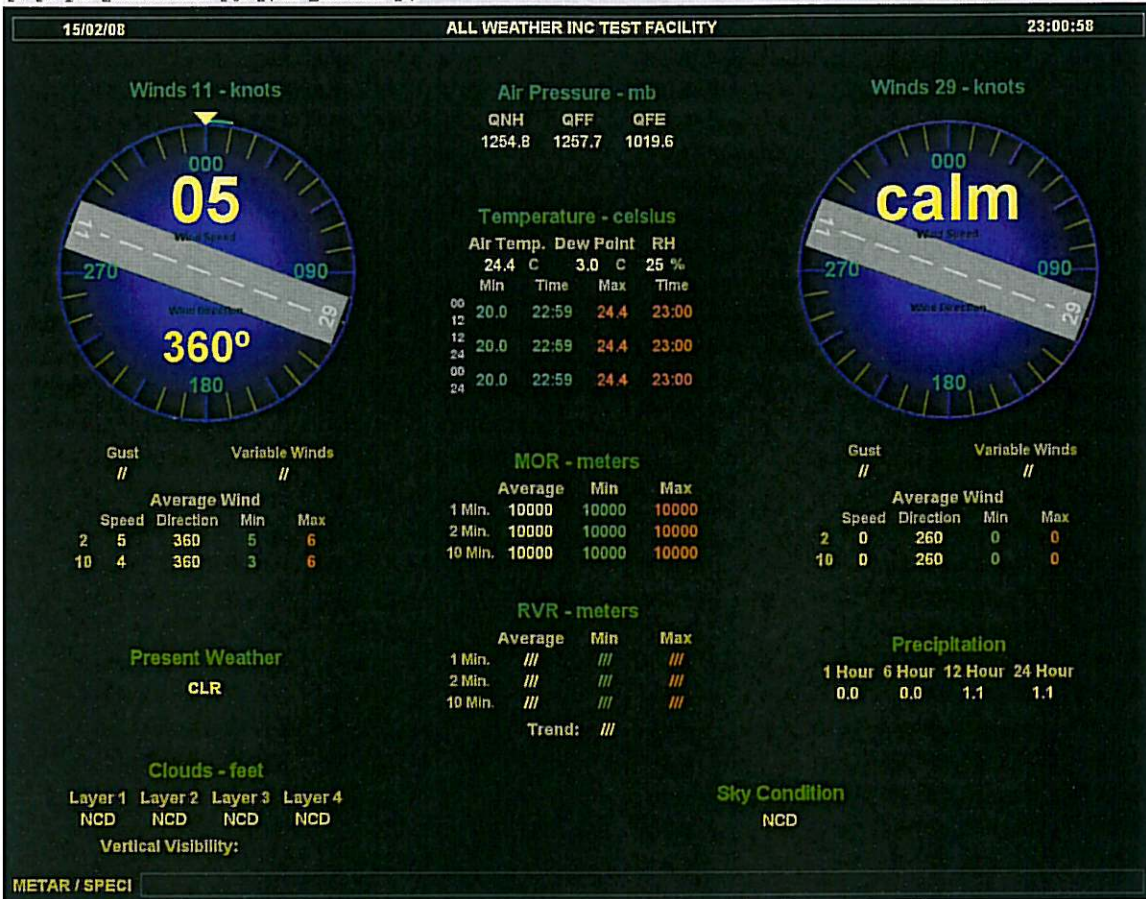 15/02/08 ALL WEATHER INC TEST FACILITY 23:00:58
Winds 11 - knots
000
05
Wind Speed
11
270 090
29
Wind Direction
360º
180
Gust Variable Winds
// //
Average Wind
Speed Direction Min Max
2 5 360 5 6
10 4 360 3 6
Present Weather
CLR
Clouds - feet
Layer 1 Layer 2 Layer 3 Layer 4
NCD NCD NCD NCD
Vertical Visibility:
Air Pressure - mb
QNH QFF QFE
1254.8 1257.7 1019.6
Temperature - celsius
Air Temp. Dew Point RH
24.4 C 3.0 C 25 %
Min Time Max Time
00
12 20.0 22:59 24.4 23:00
12
24 20.0 22:59 24.4 23:00
00
24 20.0 22:59 24.4 23:00
MOR - meters
Average Min Max
1 Min. 10000 10000 10000
2 Min. 10000 10000 10000
10 Min. 10000 10000 10000
RVR - meters
Average Min Max
1 Min. /// /// ///
2 Min. /// /// ///
10 Min. /// /// ///
Trend: ///
Winds 29 - knots
000
calm
Wind Speed
11
270 090
29
Wind Direction
180
Gust Variable Winds
// //
Average Wind
Speed Direction Min Max
2 0 260 0 0
10 0 260 0 0
Precipitation
1 Hour 6 Hour 12 Hour 24 Hour
0.0 0.0 1.1 1.1
Sky Condition
NCD
METAR / SPECI